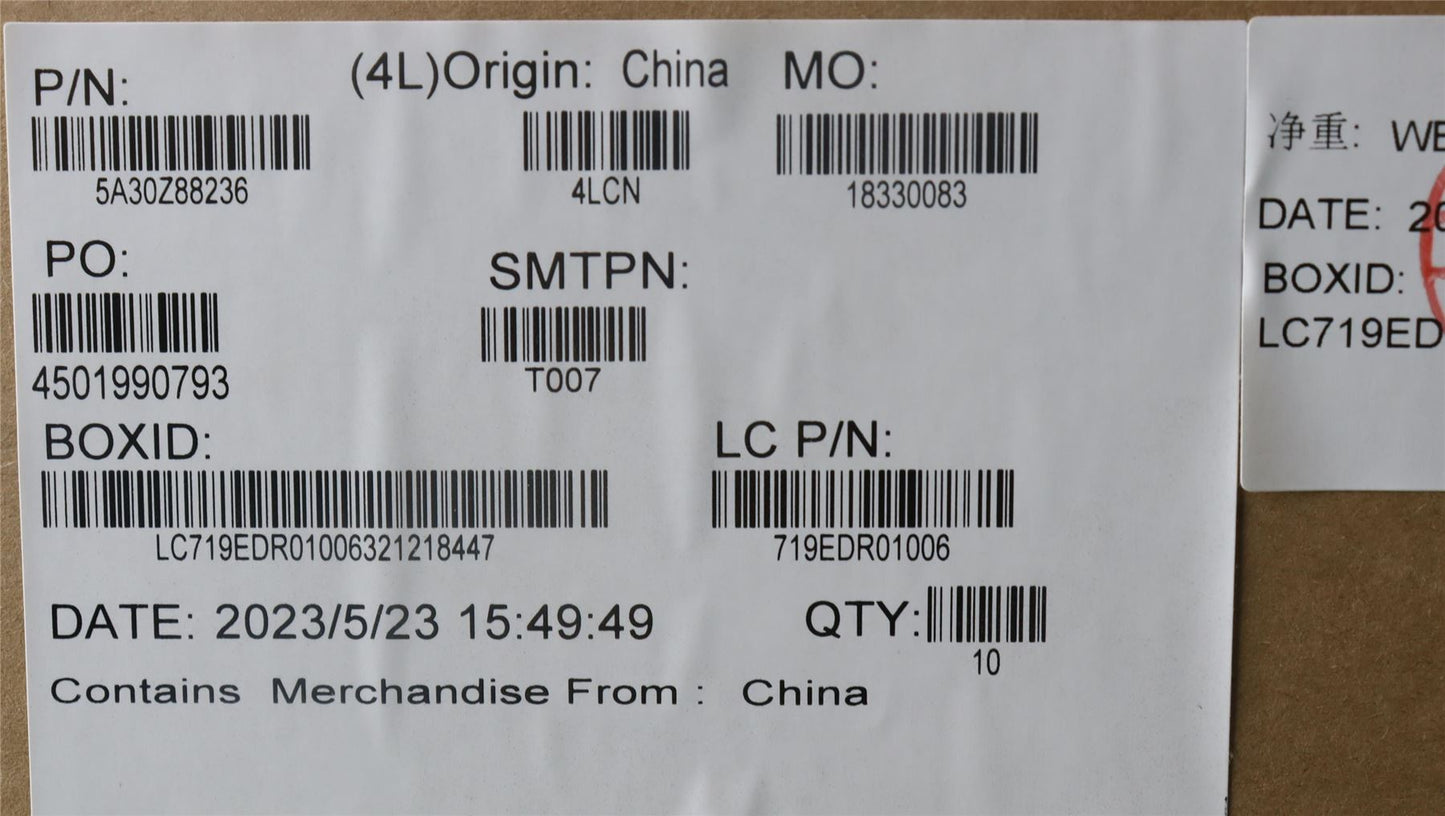 P/N: (4L)Origin: China MO:
5A30Z88236 4LCN 18330083
PO: SMTPN:
4501990793 T007
BOXID: LC P/N:
LC719EDR01006321218447 719EDR01006
DATE: 2023/5/23 15:49:49 QTY:
10
Contains Merchandise From : China
净重:
DATE:
BOXID: